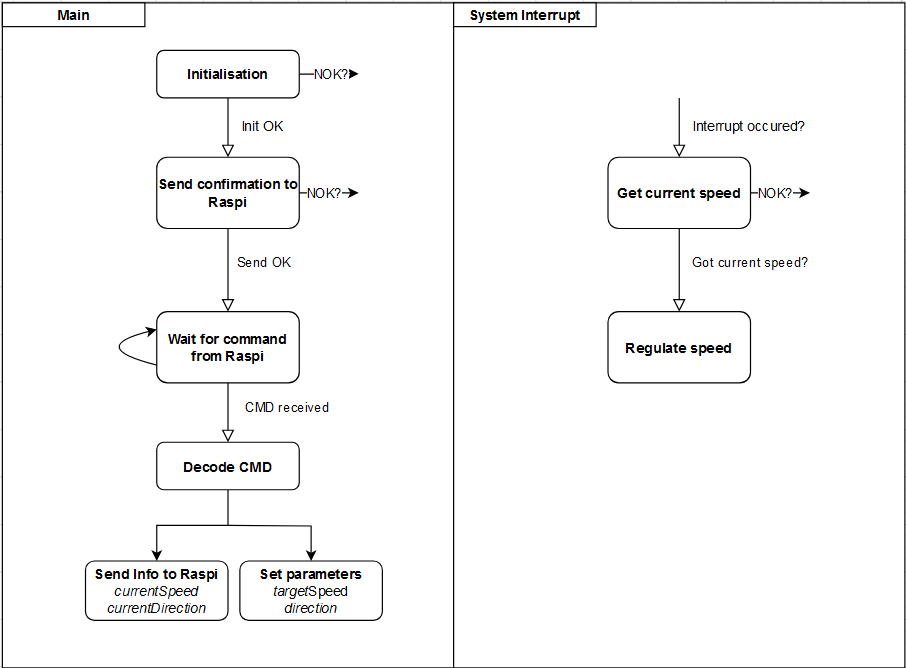 Main
Initialisation
NOK?
Init OK
Send confirmation to
Raspi
NOK?
Send OK
Wait for command
from Raspi
CMD received
Decode CMD
Send Info to Raspi
currentSpeed
currentDirection
Set parameters
targetSpeed
direction
System Interrupt
Interrupt occured?
Get current speed
NOK?
Got current speed?
Regulate speed